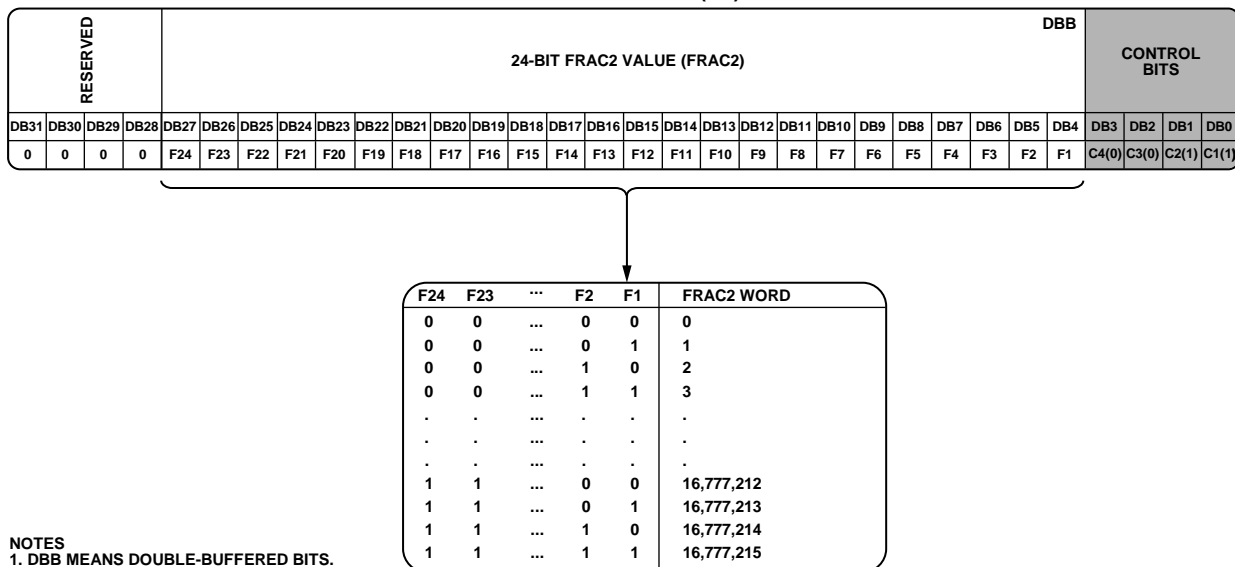 RESERVED
24-BIT FRAC2 VALUE (FRAC2)
DBB
CONTROL
BITS
DB31 DB30 DB29 DB28 DB27 DB26 DB25 DB24 DB23 DB22 DB21 DB20 DB19 DB18 DB17 DB16 DB15 DB14 DB13 DB12 DB11 DB10 DB9 DB8 DB7 DB6 DB5 DB4 DB3 DB2 DB1 DB0
0 0 0 0 F24 F23 F22 F21 F20 F19 F18 F17 F16 F15 F14 F13 F12 F11 F10 F9 F8 F7 F6 F5 F4 F3 F2 F1 C4(0) C3(0) C2(1) C1(1)
F24 F23 ... F2 F1 FRAC2 WORD
0 0 ... 0 0 0
0 0 ... 0 1 1
0 0 ... 1 0 2
0 0 ... 1 1 3
. . ... . . .
. . ... . . .
. . ... . . .
1 1 ... 0 0 16,777,212
1 1 ... 0 1 16,777,213
1 1 ... 1 0 16,777,214
1 1 ... 1 1 16,777,215
NOTES
1. DBB MEANS DOUBLE-BUFFERED BITS.